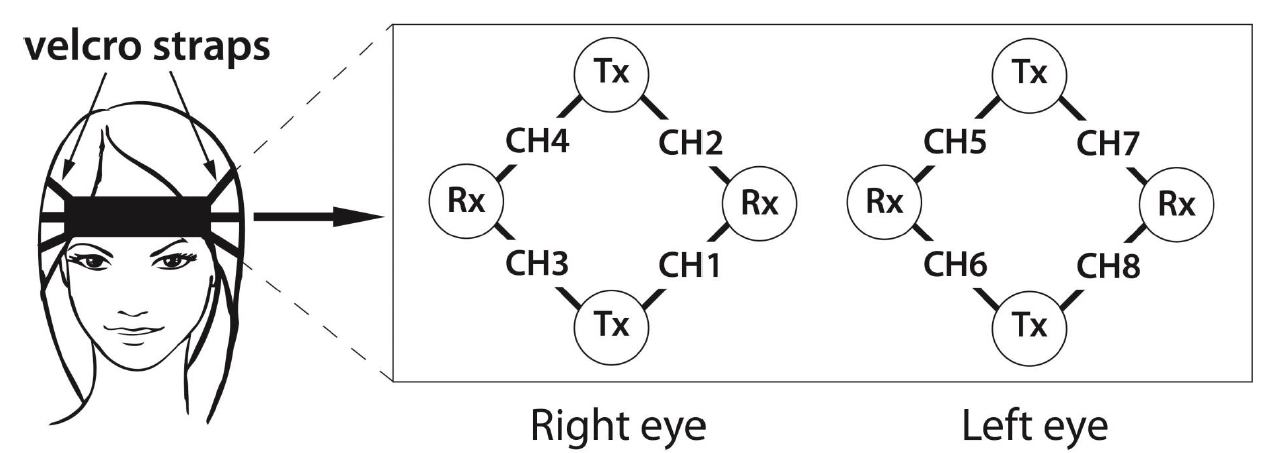 velcro straps
Tx Tx
CH4 CH2 CH5 CH7
Rx Rx Rx Rx
CH3 CH1 CH6 CH8
Tx Tx
Right eye Left eye